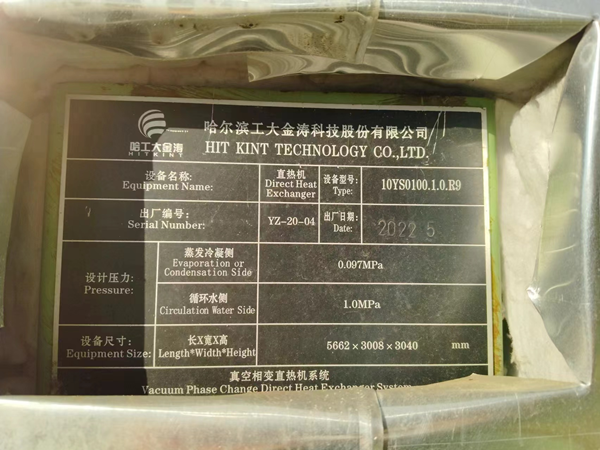 哈工大金涛
HITKINT
哈尔滨工大金涛科技股份有限公司
HIT KINT TECHNOLOGY CO.,LTD.
设备名称: 直热机 设备型号: 10YS0100.1.0.R9
Equipment Name: Direct Heat Exchanger Type:
出厂编号: YZ-20-04 出厂日期: 2022 5
Serial Number: Date:
设计压力: 蒸发冷凝侧 0.097MPa
Pressure: Evaporation or Condensation Side
循环水侧 1.0MPa
Circulation Water Side
设备尺寸: 长X宽X高 5662×3008×3040 mm
Equipment Size: Length*Width*Height
真空相变直热机系统
Vacuum Phase Change Direct Heat Exchanger System